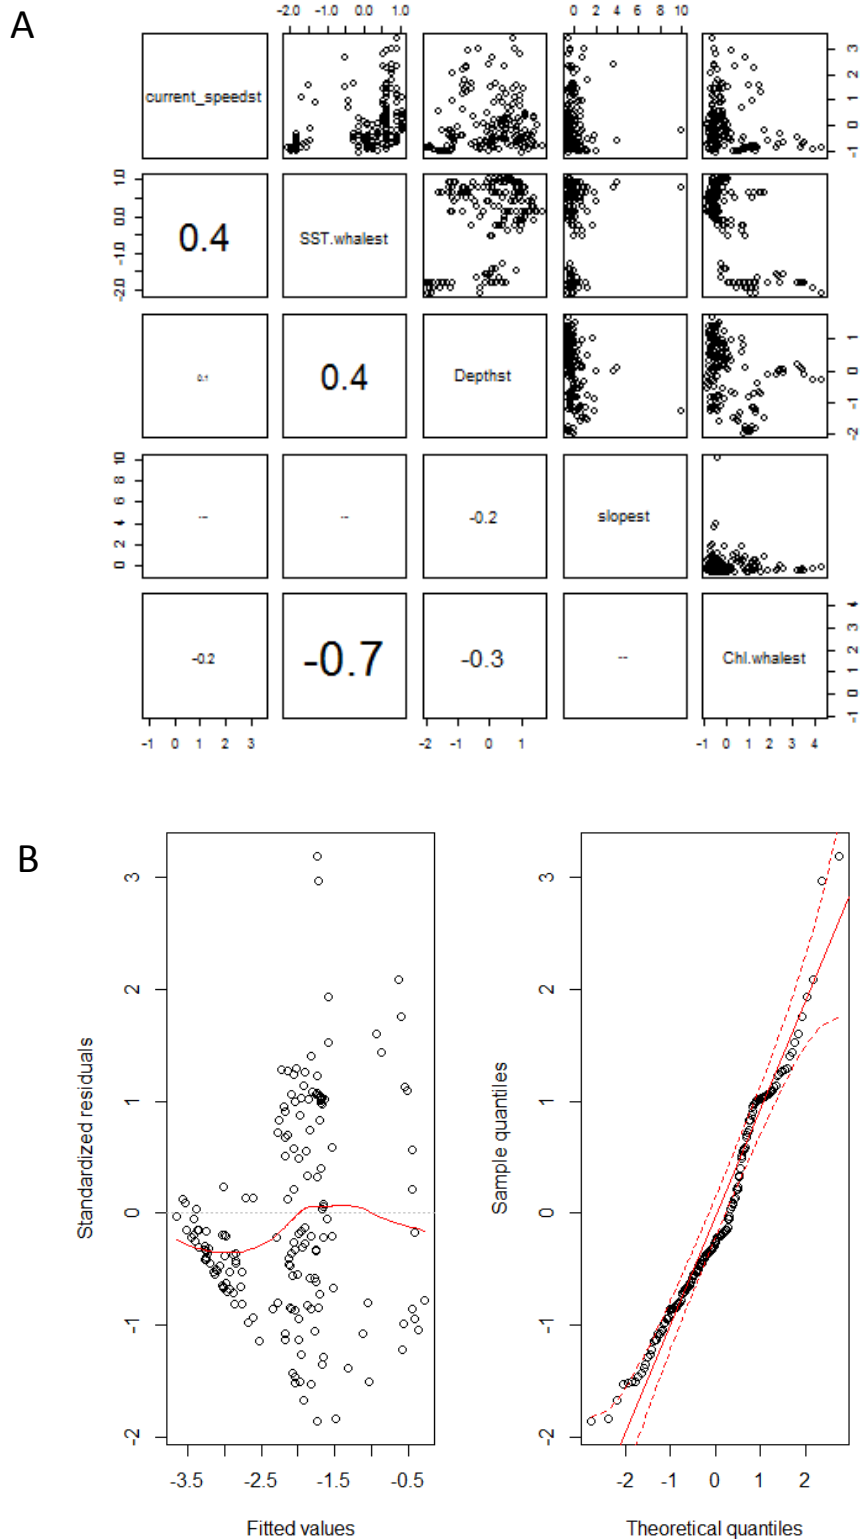 A
-2.0 -1.0 0.0 1.0
0 2 4 6 8 10
current_speedst
-1 0 1 2 3
-2.0 -1.0 0.0 1.0
0.4
SST.whalest
0.1
0.4
Depthst
-2 -1 0 1
0 2 4 6 8 10
-0.2
slopest
-0.2
-0.7
-0.3
--
Chl.whalest
-1 0 1 2 3 4
-1 0 1 2 3
-2 -1 0 1
-1 0 1 2 3 4
B
Standardized residuals
-2 -1 0 1 2 3
-3.5 -2.5 -1.5 -0.5
Fitted values
Sample quantiles
-2 -1 0 1 2 3
-2 -1 0 1 2
Theoretical quantiles